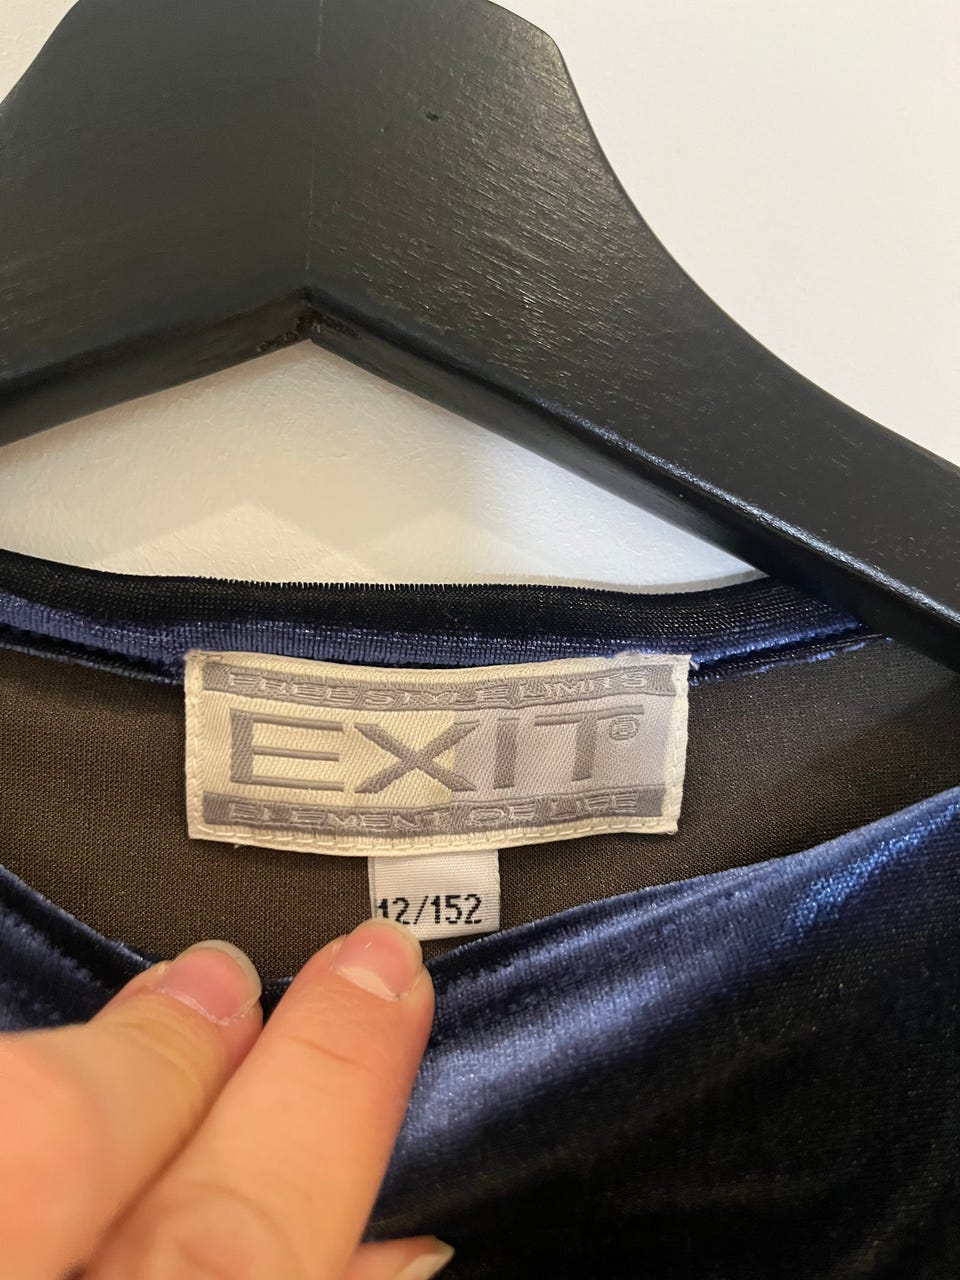 FREESTYLE LIMITS
EXIT®
ELEMENT OF LIFE
12/152